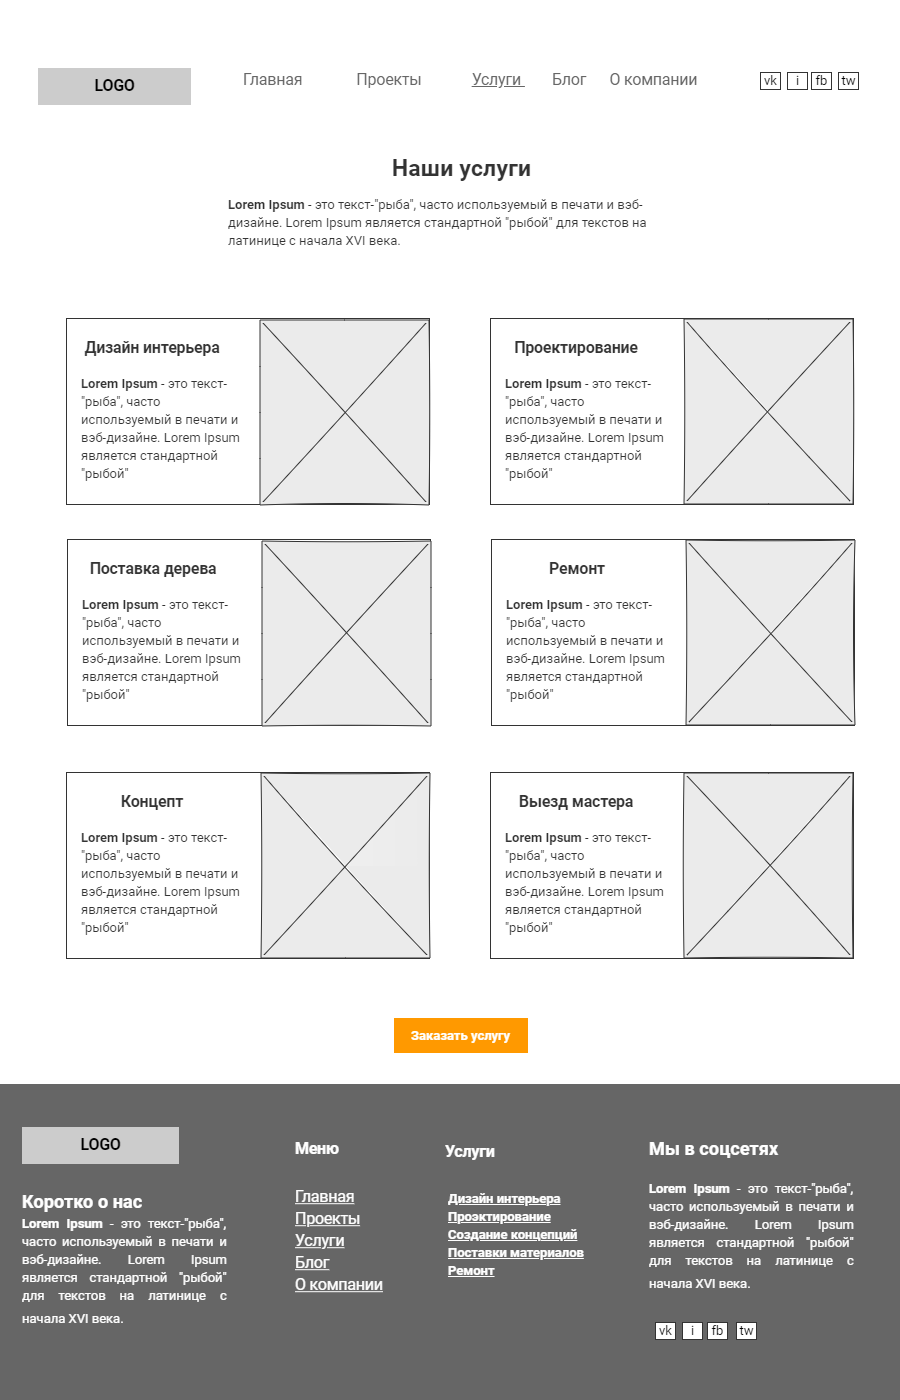 LOGO
Главная Проекты Услуги Блог О компании
vk i fb tw
Наши услуги
Lorem Ipsum - это текст-"рыба", часто используемый в печати и вэб-
дизайне. Lorem Ipsum является стандартной "рыбой" для текстов на
латинице с начала XVI века.
Дизайн интерьера
Lorem Ipsum - это текст-
"рыба", часто
используемый в печати и
вэб-дизайне. Lorem Ipsum
является стандартной
"рыбой"
Проектирование
Lorem Ipsum - это текст-
"рыба", часто
используемый в печати и
вэб-дизайне. Lorem Ipsum
является стандартной
"рыбой"
Поставка дерева
Lorem Ipsum - это текст-
"рыба", часто
используемый в печати и
вэб-дизайне. Lorem Ipsum
является стандартной
"рыбой"
Ремонт
Lorem Ipsum - это текст-
"рыба", часто
используемый в печати и
вэб-дизайне. Lorem Ipsum
является стандартной
"рыбой"
Концепт
Lorem Ipsum - это текст-
"рыба", часто
используемый в печати и
вэб-дизайне. Lorem Ipsum
является стандартной
"рыбой"
Выезд мастера
Lorem Ipsum - это текст-
"рыба", часто
используемый в печати и
вэб-дизайне. Lorem Ipsum
является стандартной
"рыбой"
Заказать услугу
LOGO
Коротко о нас
Lorem Ipsum - это текст-"рыба",
часто используемый в печати и
вэб-дизайне. Lorem Ipsum
является стандартной "рыбой"
для текстов на латинице с
начала XVI века.
Меню
Главная
Проекты
Услуги
Блог
О компании
Услуги
Дизайн интерьера
Проэктирование
Создание концепций
Поставки материалов
Ремонт
Мы в соцсетях
Lorem Ipsum - это текст-"рыба",
часто используемый в печати и
вэб-дизайне. Lorem Ipsum
является стандартной "рыбой"
для текстов на латинице с
начала XVI века.
vk i fb tw